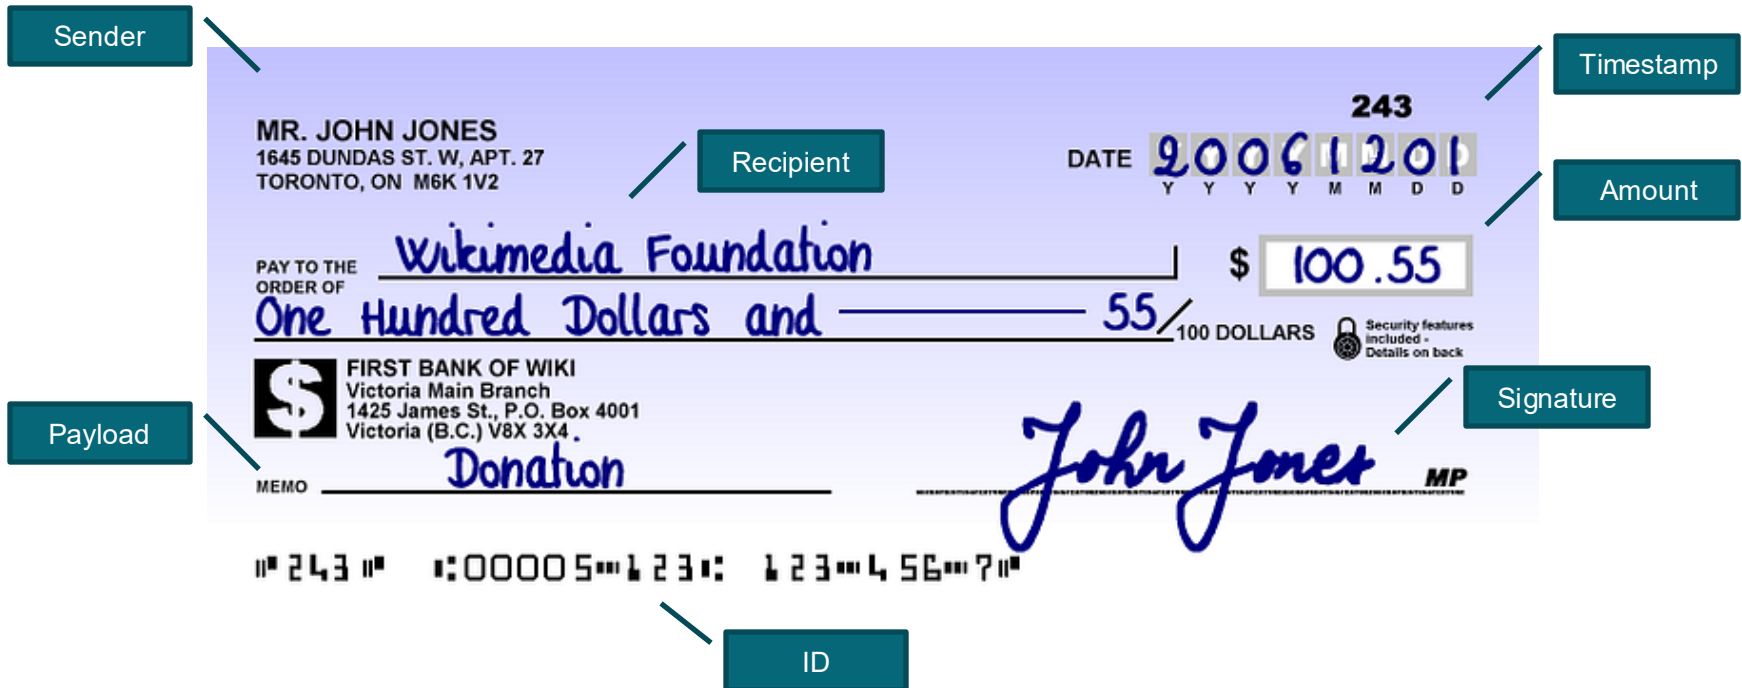 Sender
Timestamp
243
MR. JOHN JONES
1645 DUNDAS ST. W, APT. 27
TORONTO, ON M6K 1V2
Recipient
DATE 20061201
Y Y Y Y M M D D
Amount
PAY TO THE ORDER OF Wikimedia Foundation $ 100.55
One Hundred Dollars and 55/100 DOLLARS
Security features
included -
Details on back
FIRST BANK OF WIKI
Victoria Main Branch
1425 James St., P.O. Box 4001
Victoria (B.C.) V8X 3X4
Signature
Payload
MEMO Donation
John Jones MP
⑈243⑈ ⑆00005⑉123⑆ 123⑉456⑉7⑈
ID